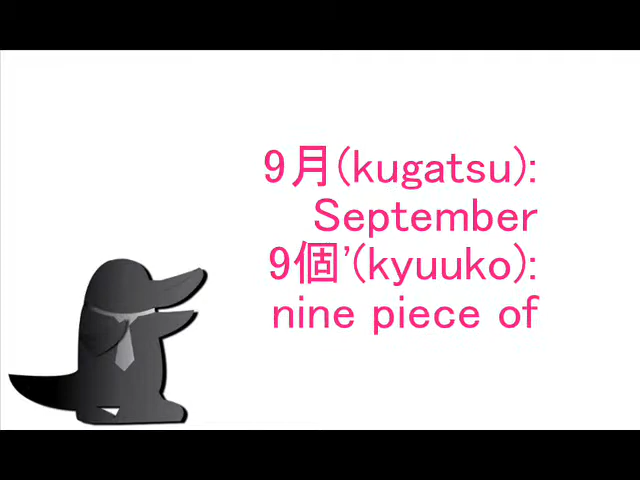 9月(kugatsu):
September
9個’(kyuuko):
nine piece of